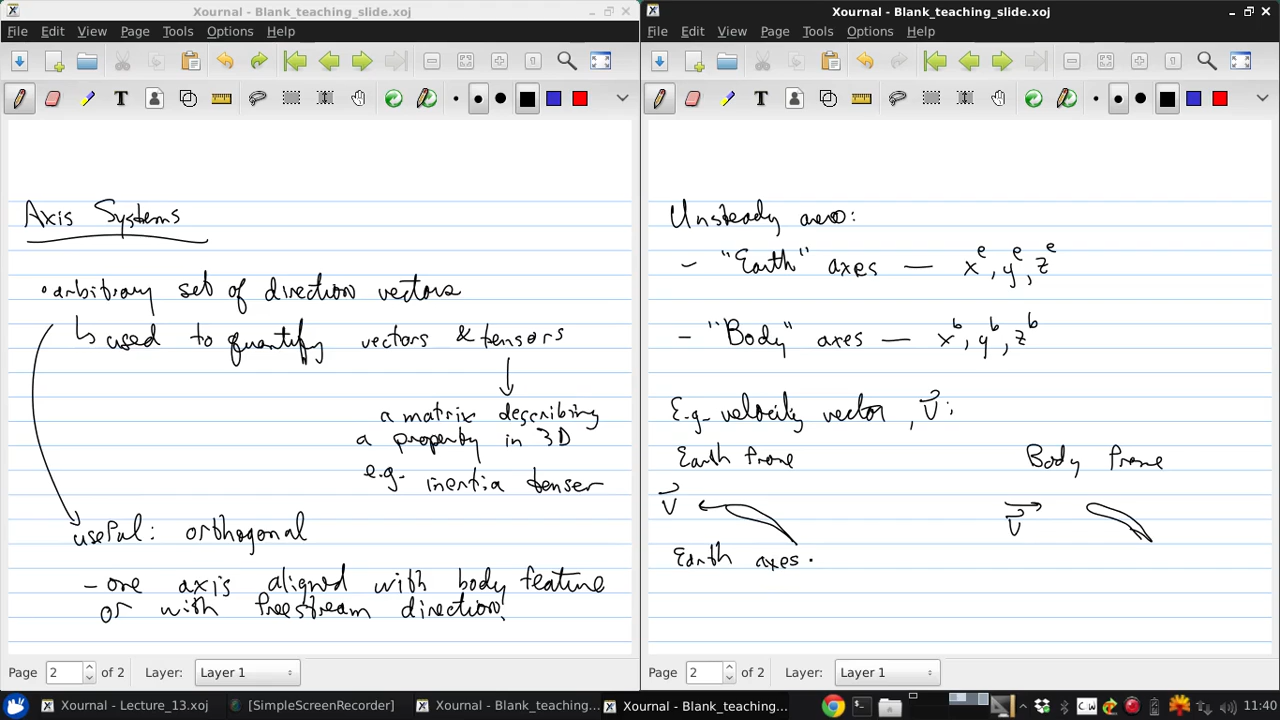 Xournal - Blank_teaching_slide.xoj
File Edit View Page Tools Options Help
Axis Systems
• arbitrary set of direction vectors
↳ used to quantify vectors & tensors
a matrix describing
a property in 3D
e.g. inertia tensor
useful: orthogonal
- one axis aligned with body feature
or with freestream direction.
Page 2 of 2 Layer: Layer 1
Xournal - Blank_teaching_slide.xoj
File Edit View Page Tools Options Help
Unsteady aero:
- "Earth" axes — x^e, y^e, z^e
- "Body" axes — x^b, y^b, z^b
E.g. velocity vector, V⃗:
Earth frame Body frame
V⃗ V⃗
Earth axes
Page 2 of 2 Layer: Layer 1
Xournal - Lecture_13.xoj [SimpleScreenRecorder] Xournal - Blank_teaching... Xournal - Blank_teaching... 11:40